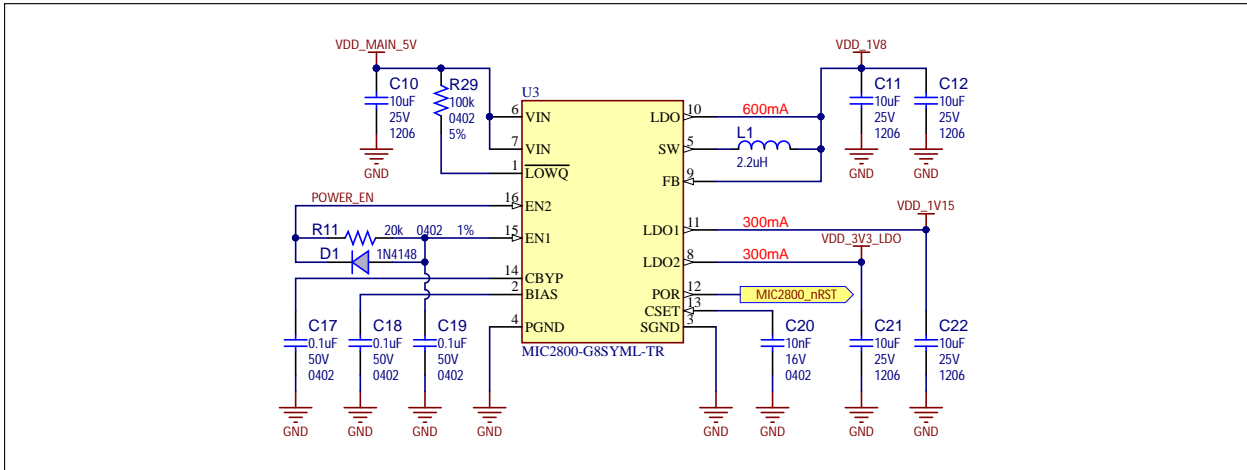 VDD_MAIN_5V
VDD_1V8
C10
10uF
25V
1206
R29
100k
0402
5%
C11
10uF
25V
1206
C12
10uF
25V
1206
GND
GND
GND
U3
6
VIN
7
VIN
1
LOWQ
16
EN2
15
EN1
14
CBYP
2
BIAS
4
PGND
10
LDO
600mA
5
SW
L1
2.2uH
9
FB
11
LDO1
300mA
VDD_1V15
8
LDO2
300mA
VDD_3V3_LDO
12
POR
MIC2800_nRST
13
CSET
3
SGND
MIC2800-G8SYML-TR
POWER_EN
R11
20k
0402
1%
D1
1N4148
C17
0.1uF
50V
0402
C18
0.1uF
50V
0402
C19
0.1uF
50V
0402
C20
10nF
16V
0402
C21
10uF
25V
1206
C22
10uF
25V
1206
GND
GND
GND
GND
GND
GND
GND
GND